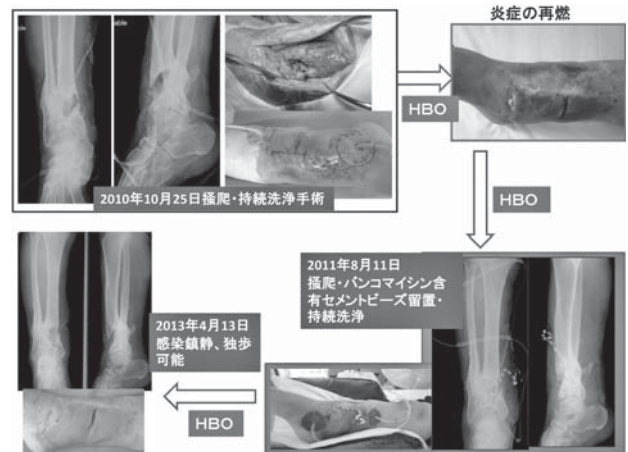 炎症の再燃
able
able
HBO
2010年10月25日掻爬・持続洗浄手術
HBO
2011年8月11日
掻爬・バンコマイシン含
有セメントビーズ留置・
持続洗浄
2013年4月13日
感染鎮静、独歩
可能
HBO